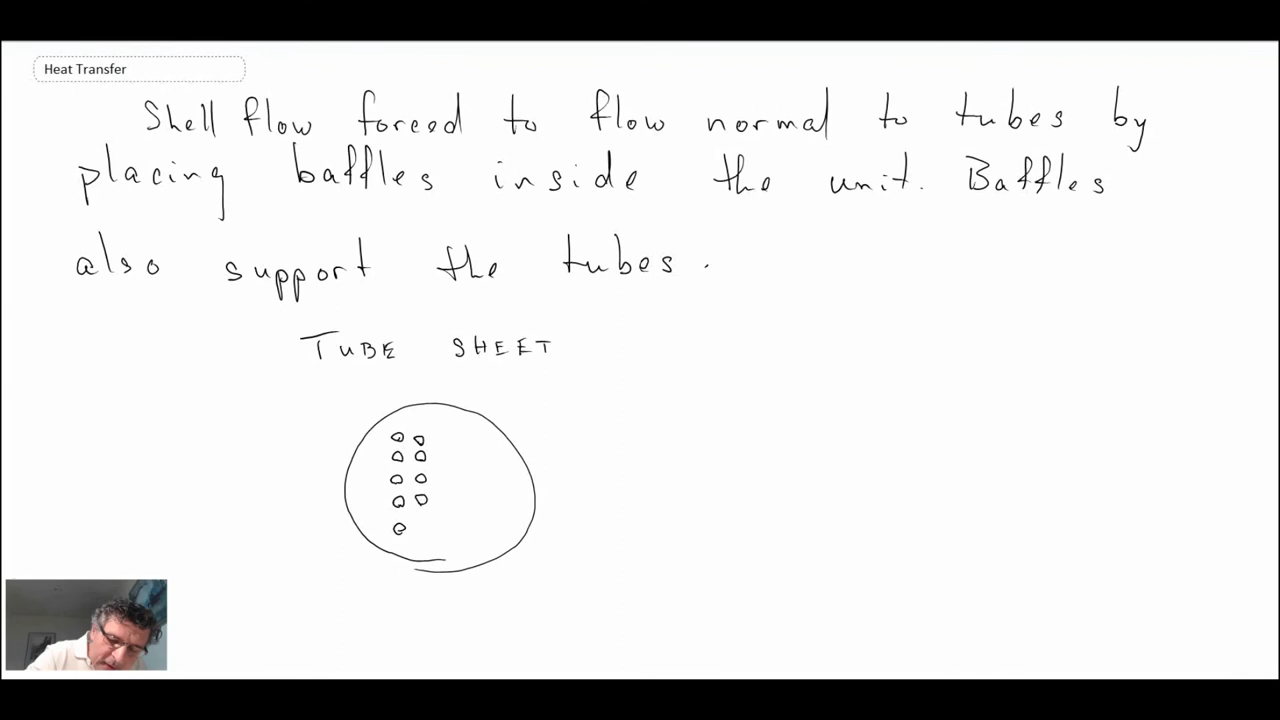 Heat Transfer
Shell flow forced to flow normal to tubes by
placing baffles inside the unit. Baffles
also support the tubes.
TUBE SHEET